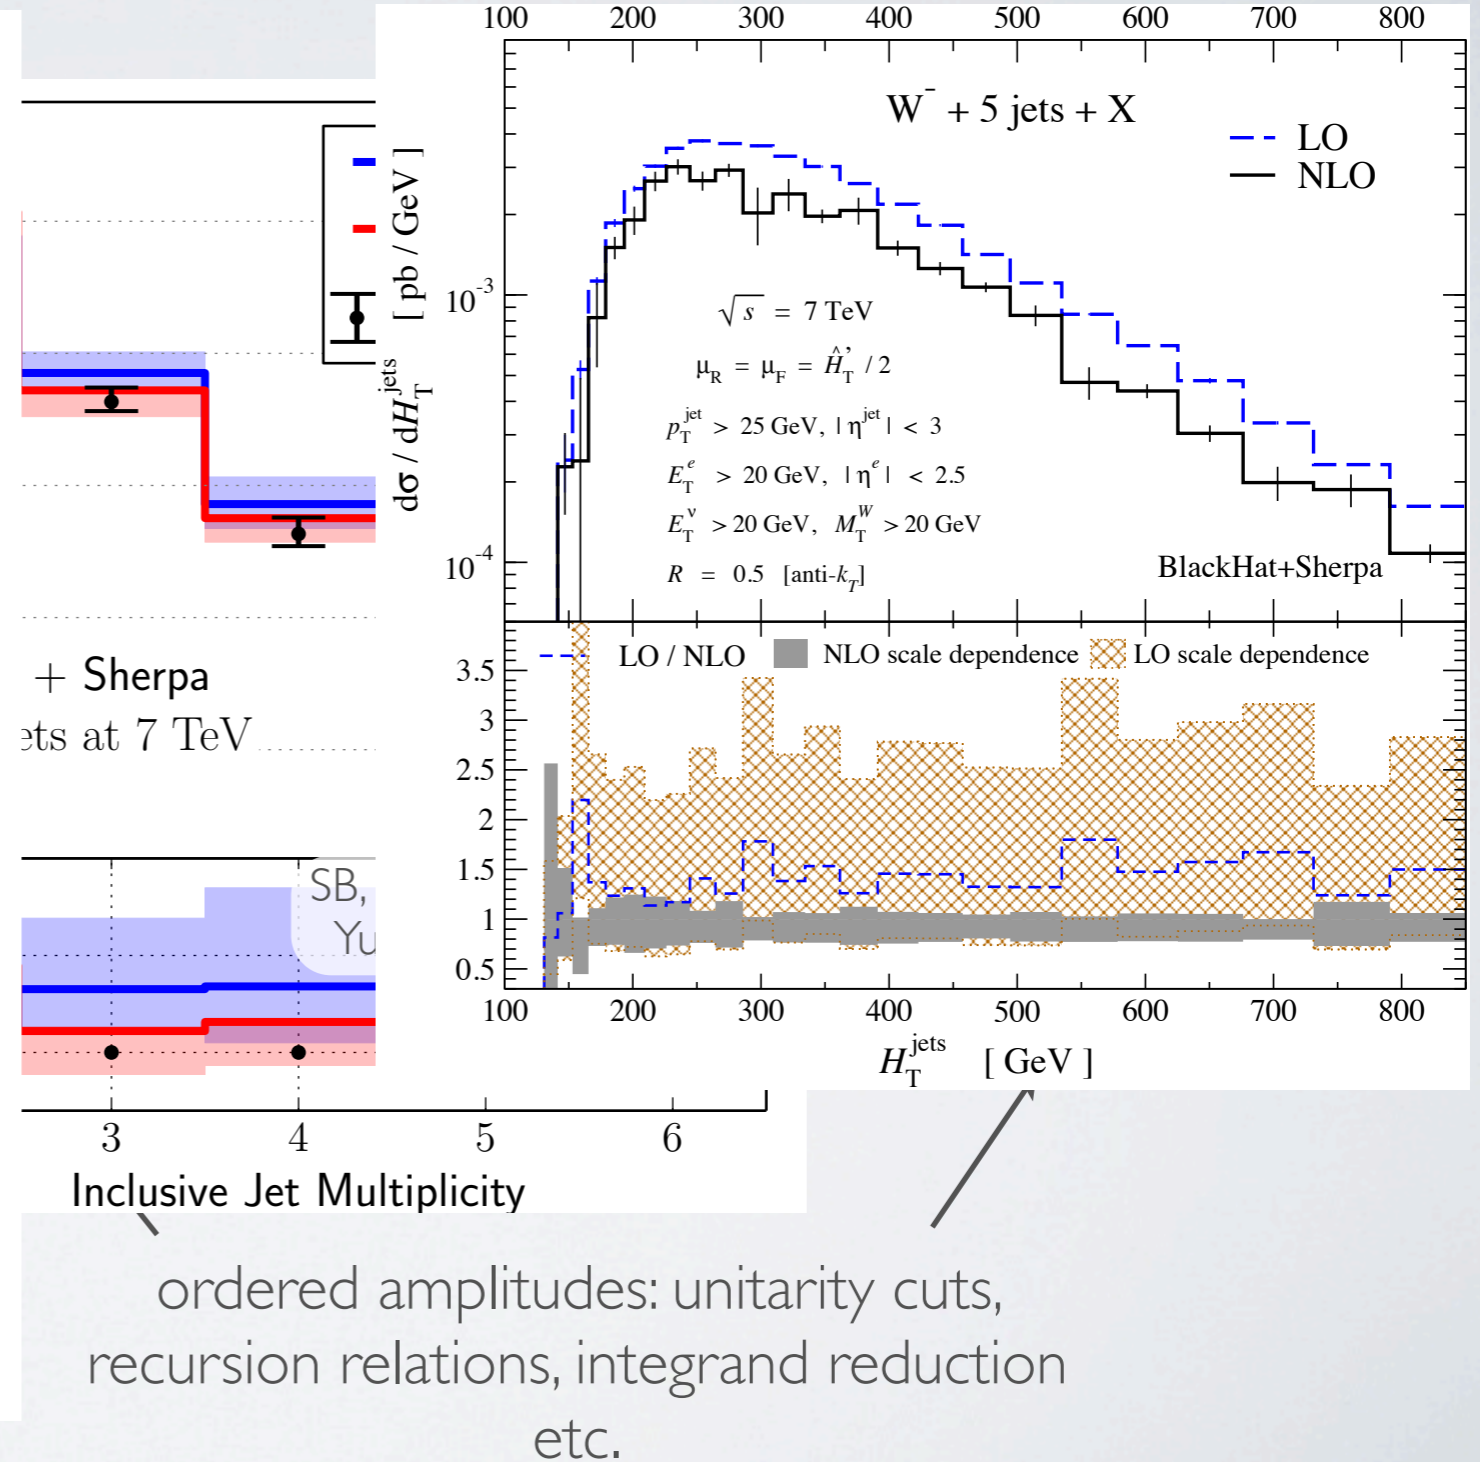 100 200 300 400 500 600 700 800
W⁻ + 5 jets + X
LO
NLO
dσ / dH_T^jets [ pb / GeV ]
10⁻³
10⁻⁴
√s = 7 TeV
μ_R = μ_F = Ĥ_T' / 2
p_T^jet > 25 GeV, | η^jet | < 3
E_T^e > 20 GeV, | η^e | < 2.5
E_T^ν > 20 GeV, M_T^W > 20 GeV
R = 0.5 [anti-k_T]
BlackHat+Sherpa
LO / NLO NLO scale dependence LO scale dependence
3.5
3
2.5
2
1.5
1
0.5
100 200 300 400 500 600 700 800
H_T^jets [ GeV ]
+ Sherpa
ets at 7 TeV
SB,
Yu
3 4 5 6
Inclusive Jet Multiplicity
ordered amplitudes: unitarity cuts,
recursion relations, integrand reduction
etc.